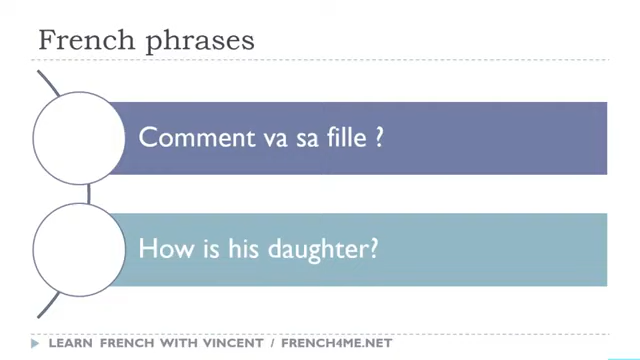 French phrases
Comment va sa fille ?
How is his daughter?
LEARN FRENCH WITH VINCENT / FRENCH4ME.NET